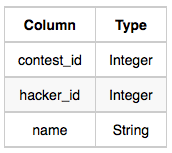 Column Type
contest_id Integer
hacker_id Integer
name String